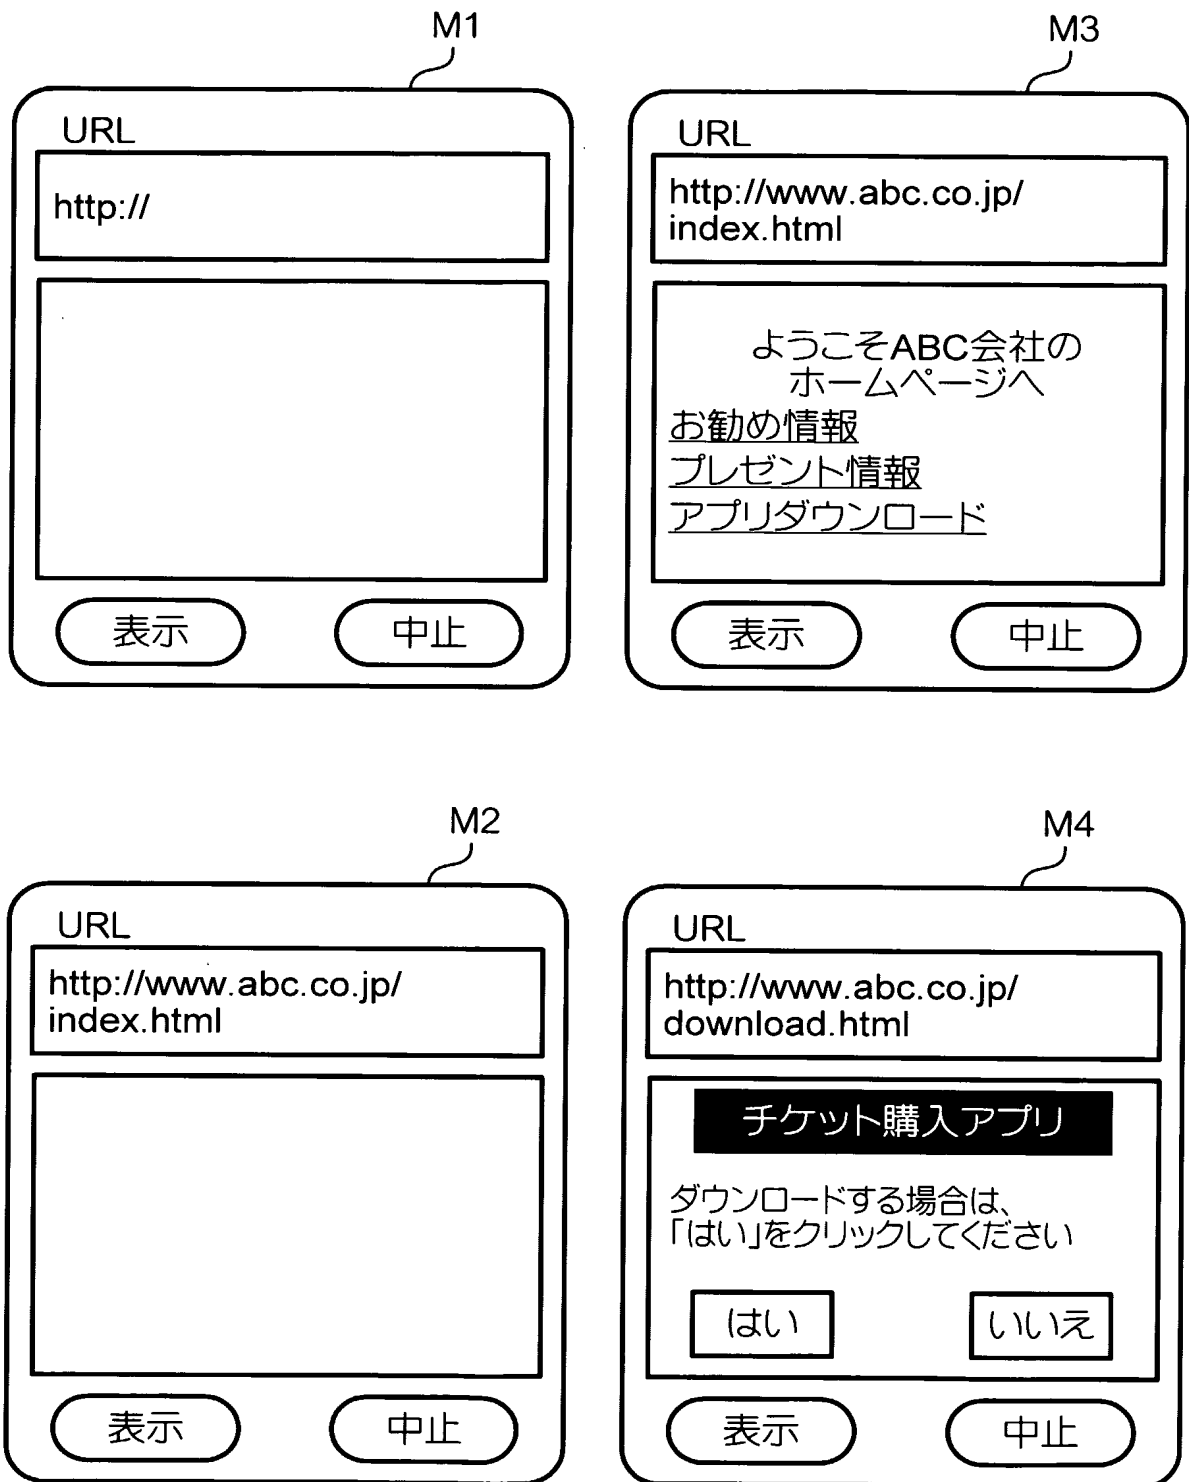 M1
URL
http://
表示
中止
M3
URL
http://www.abc.co.jp/
index.html
ようこそABC会社の
ホームページへ
お勧め情報
プレゼント情報
アプリダウンロード
表示
中止
M2
URL
http://www.abc.co.jp/
index.html
表示
中止
M4
URL
http://www.abc.co.jp/
download.html
チケット購入アプリ
ダウンロードする場合は、
「はい」をクリックしてください
はい
いいえ
表示
中止